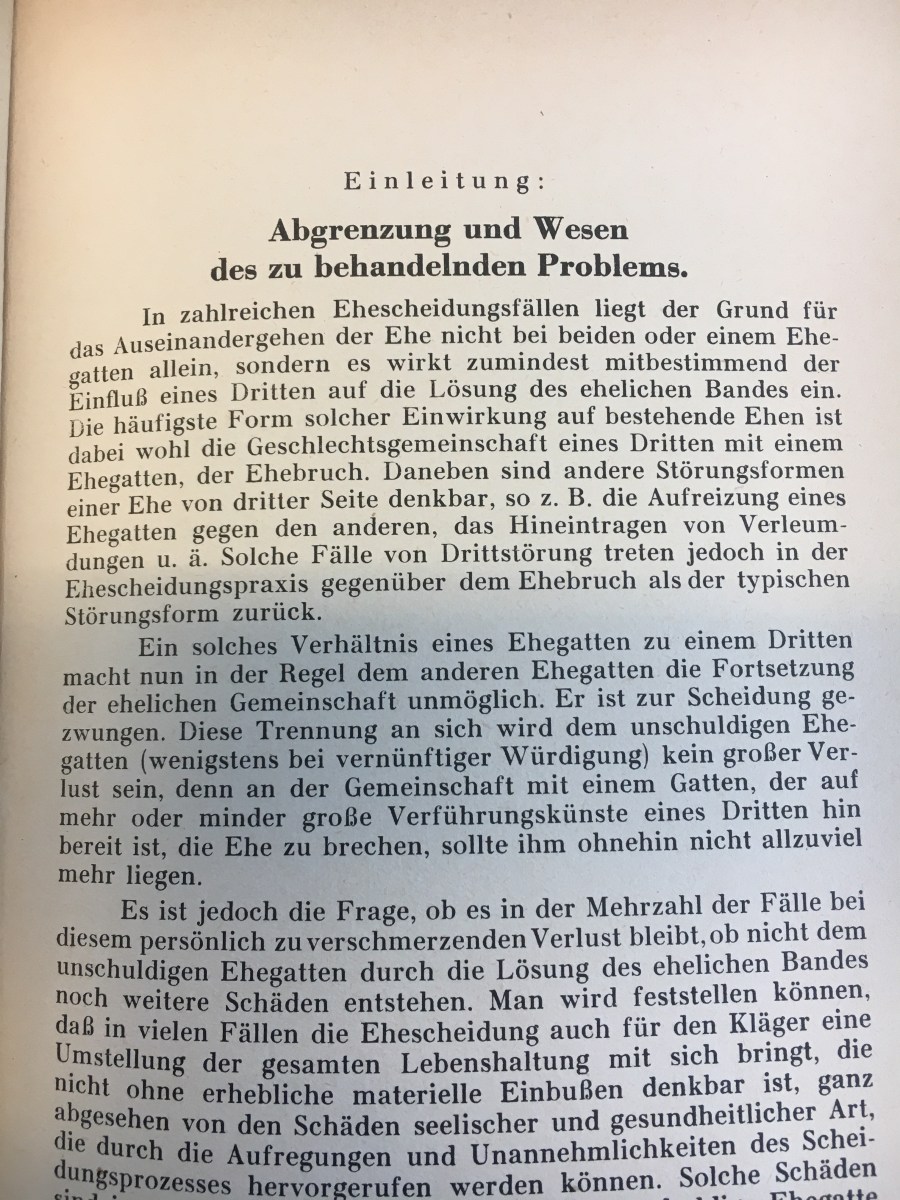 Einleitung:
Abgrenzung und Wesen
des zu behandelnden Problems.
In zahlreichen Ehescheidungsfällen liegt der Grund für
das Auseinandergehen der Ehe nicht bei beiden oder einem Ehe-
gatten allein, sondern es wirkt zumindest mitbestimmend der
Einfluß eines Dritten auf die Lösung des ehelichen Bandes ein.
Die häufigste Form solcher Einwirkung auf bestehende Ehen ist
dabei wohl die Geschlechtsgemeinschaft eines Dritten mit einem
Ehegatten, der Ehebruch. Daneben sind andere Störungsformen
einer Ehe von dritter Seite denkbar, so z. B. die Aufreizung eines
Ehegatten gegen den anderen, das Hineintragen von Verleum-
dungen u. ä. Solche Fälle von Drittstörung treten jedoch in der
Ehescheidungspraxis gegenüber dem Ehebruch als der typischen
Störungsform zurück.
Ein solches Verhältnis eines Ehegatten zu einem Dritten
macht nun in der Regel dem anderen Ehegatten die Fortsetzung
der ehelichen Gemeinschaft unmöglich. Er ist zur Scheidung ge-
zwungen. Diese Trennung an sich wird dem unschuldigen Ehe-
gatten (wenigstens bei vernünftiger Würdigung) kein großer Ver-
lust sein, denn an der Gemeinschaft mit einem Gatten, der auf
mehr oder minder große Verführungskünste eines Dritten hin
bereit ist, die Ehe zu brechen, sollte ihm ohnehin nicht allzuviel
mehr liegen.
Es ist jedoch die Frage, ob es in der Mehrzahl der Fälle bei
diesem persönlich zu verschmerzenden Verlust bleibt, ob nicht dem
unschuldigen Ehegatten durch die Lösung des ehelichen Bandes
noch weitere Schäden entstehen. Man wird feststellen können,
daß in vielen Fällen die Ehescheidung auch für den Kläger eine
Umstellung der gesamten Lebenshaltung mit sich bringt, die
nicht ohne erhebliche materielle Einbußen denkbar ist, ganz
abgesehen von den Schäden seelischer und gesundheitlicher Art,
die durch die Aufregungen und Unannehmlichkeiten des Schei-
dungsprozesses hervorgerufen werden können. Solche Schäden
Ehegatte